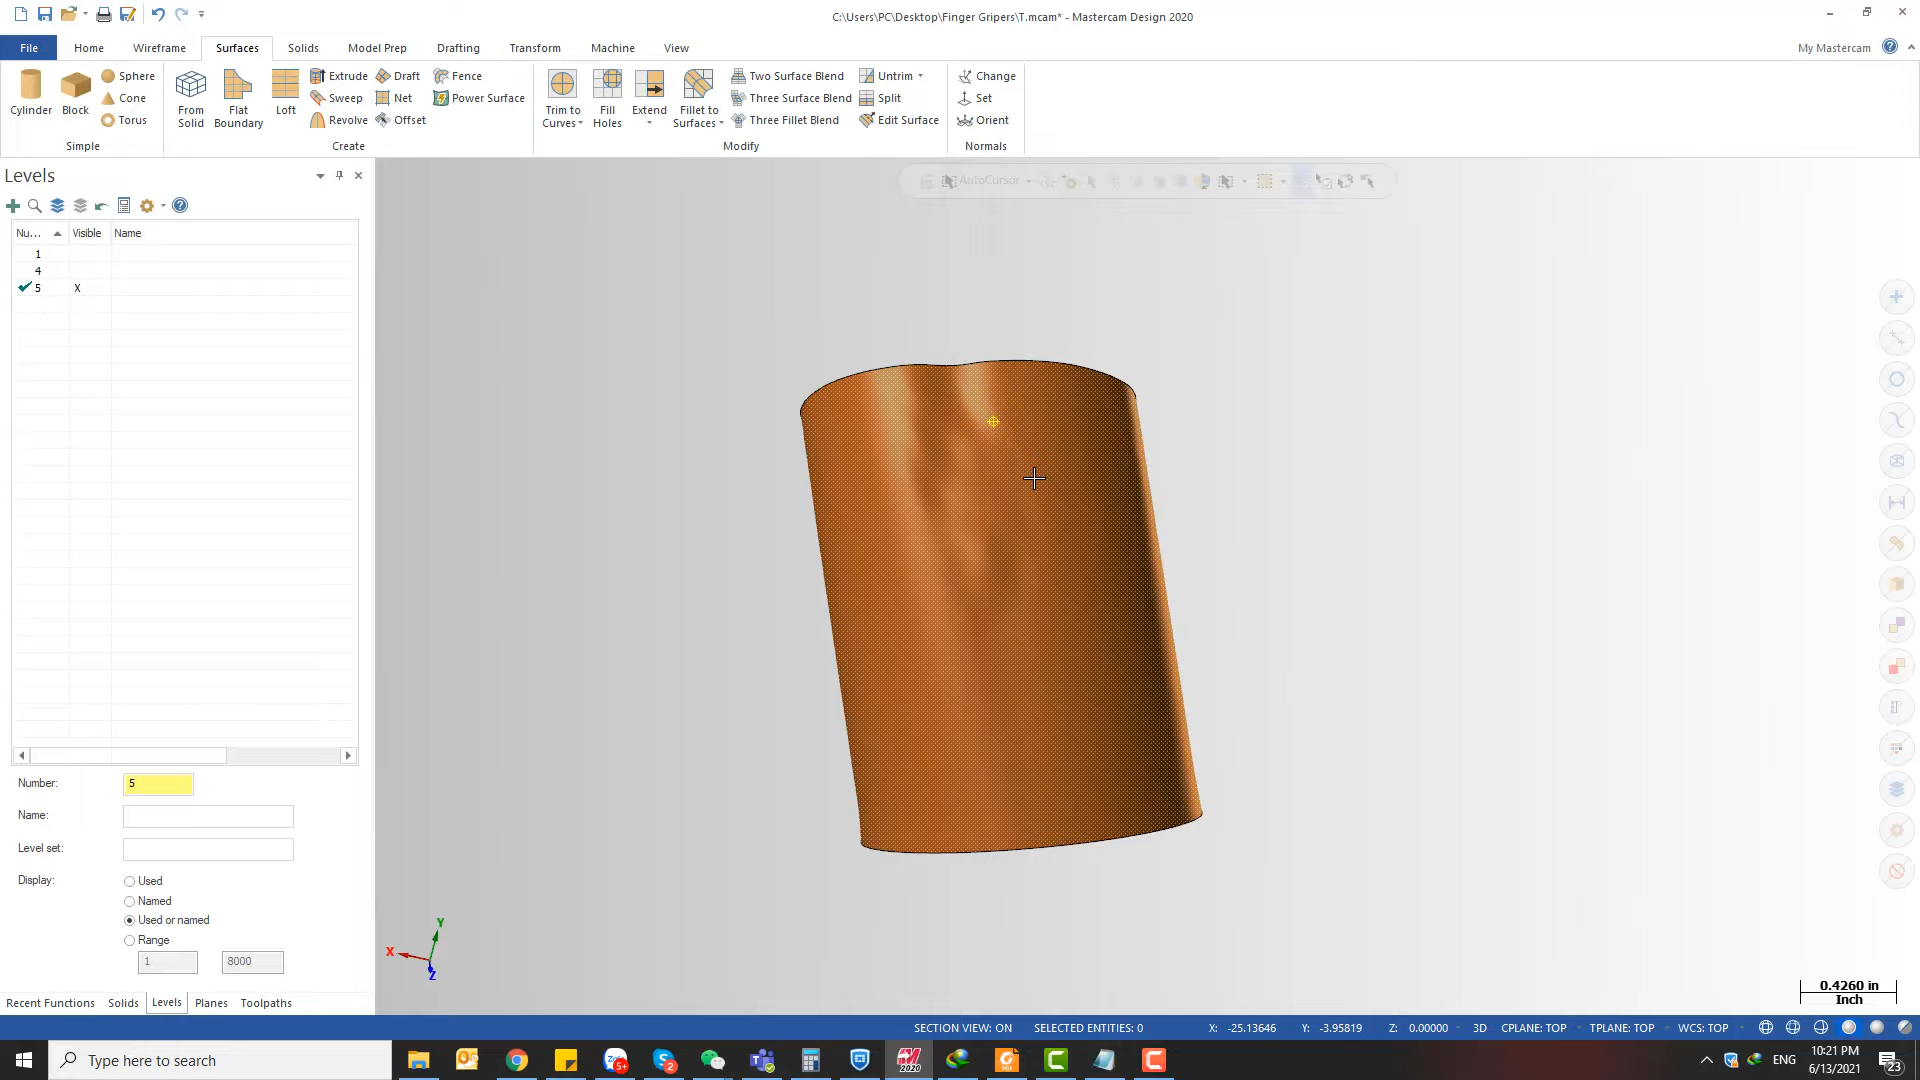 C:\Users\PC\Desktop\Finger Gripers\T.mcam* - Mastercam Design 2020
File Home Wireframe Surfaces Solids Model Prep Drafting Transform Machine View My Mastercam
Cylinder Block Sphere Cone Torus
Simple
From Solid Flat Boundary Loft Extrude Sweep Revolve Draft Net Offset Fence Power Surface
Create
Trim to Curves Fill Holes Extend Fillet to Surfaces Two Surface Blend Three Surface Blend Three Fillet Blend Untrim Split Edit Surface
Modify
Change Set Orient
Normals
Levels
AutoCursor
Nu... Visible Name
1
4
5 X
Number: 5
Name:
Level set:
Display: Used
Named
Used or named
Range
1 8000
Y
X
Z
0.4260 in
Inch
Recent Functions Solids Levels Planes Toolpaths
SECTION VIEW: ON SELECTED ENTITIES: 0 X: -25.13646 Y: -3.95819 Z: 0.00000 3D CPLANE: TOP TPLANE: TOP WCS: TOP
Type here to search
5+
2
2020
ENG
10:21 PM
6/13/2021
23